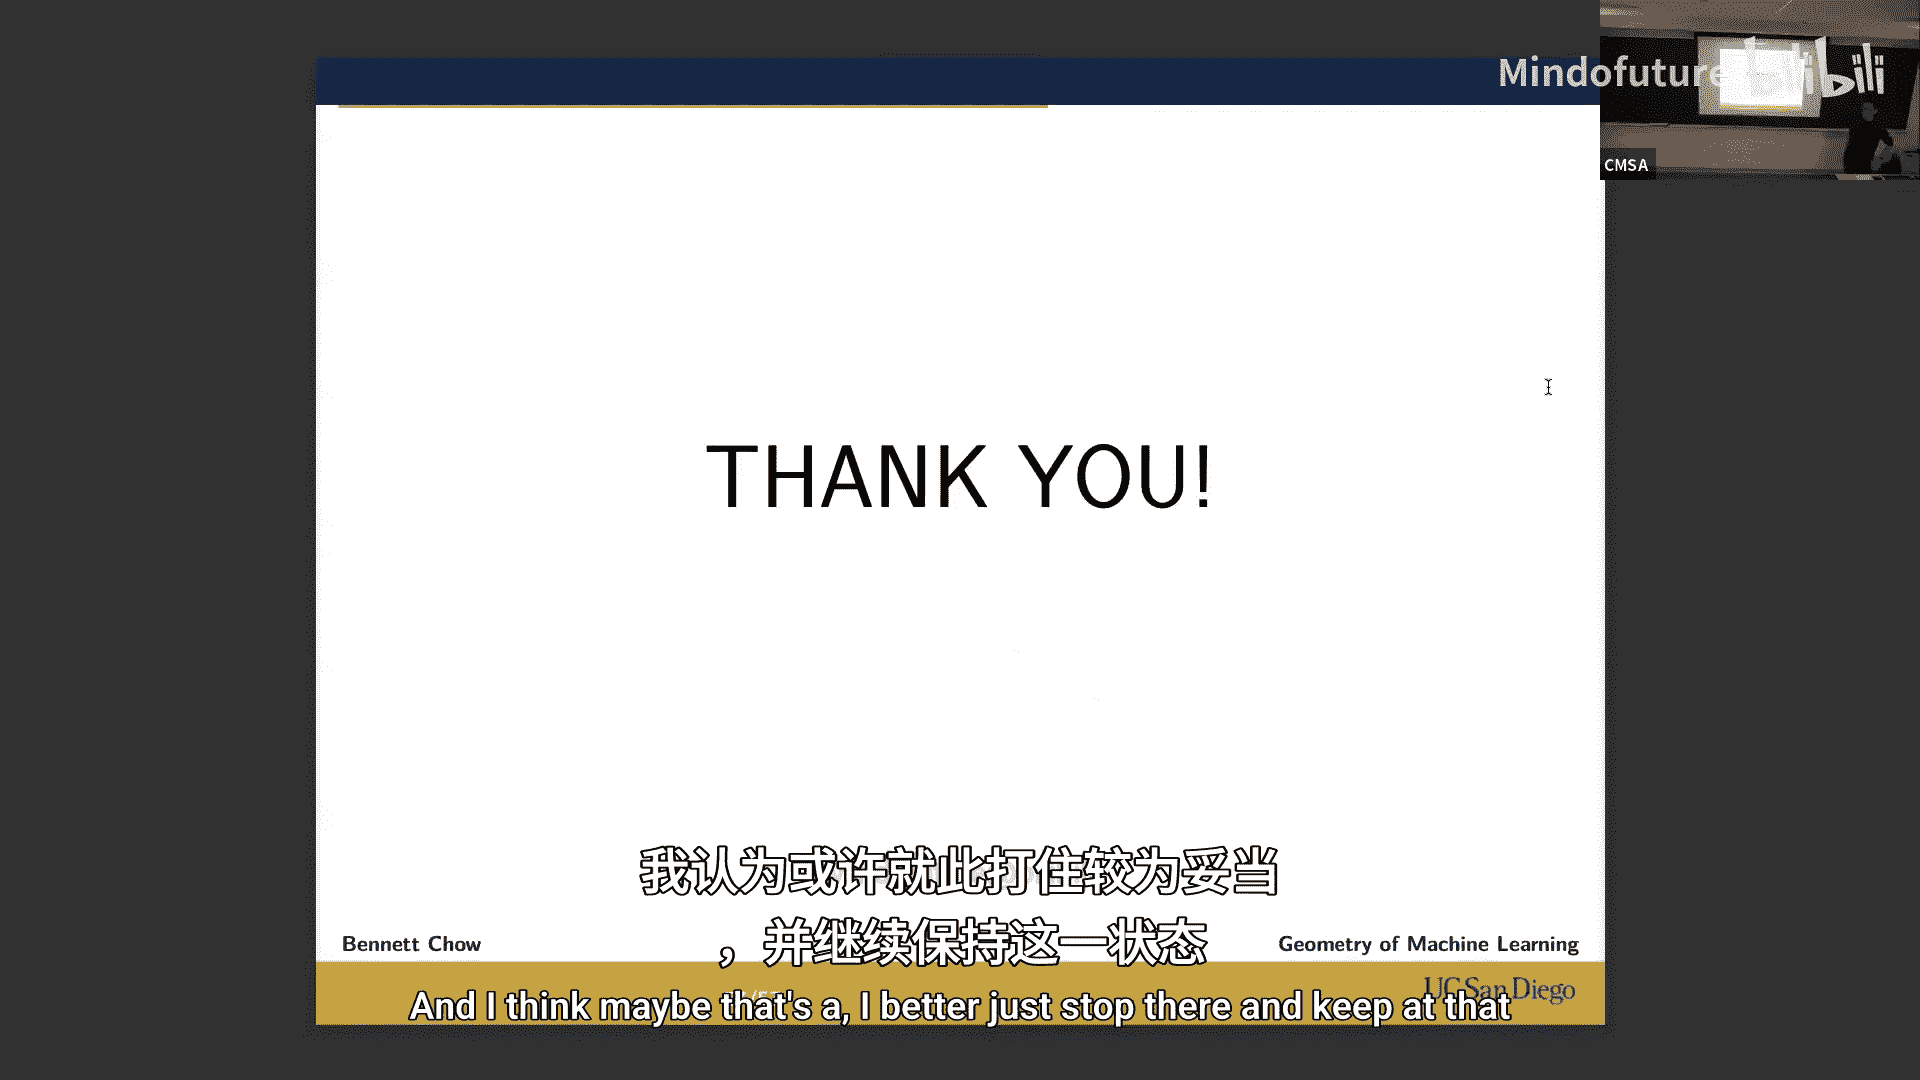 Mindofuture
bilibili
CMSA
THANK YOU!
我认为或许就此打住较为妥当
，并继续保持这一状态
Bennett Chow
Geometry of Machine Learning
UC San Diego
And I think maybe that's a, I better just stop there and keep at that